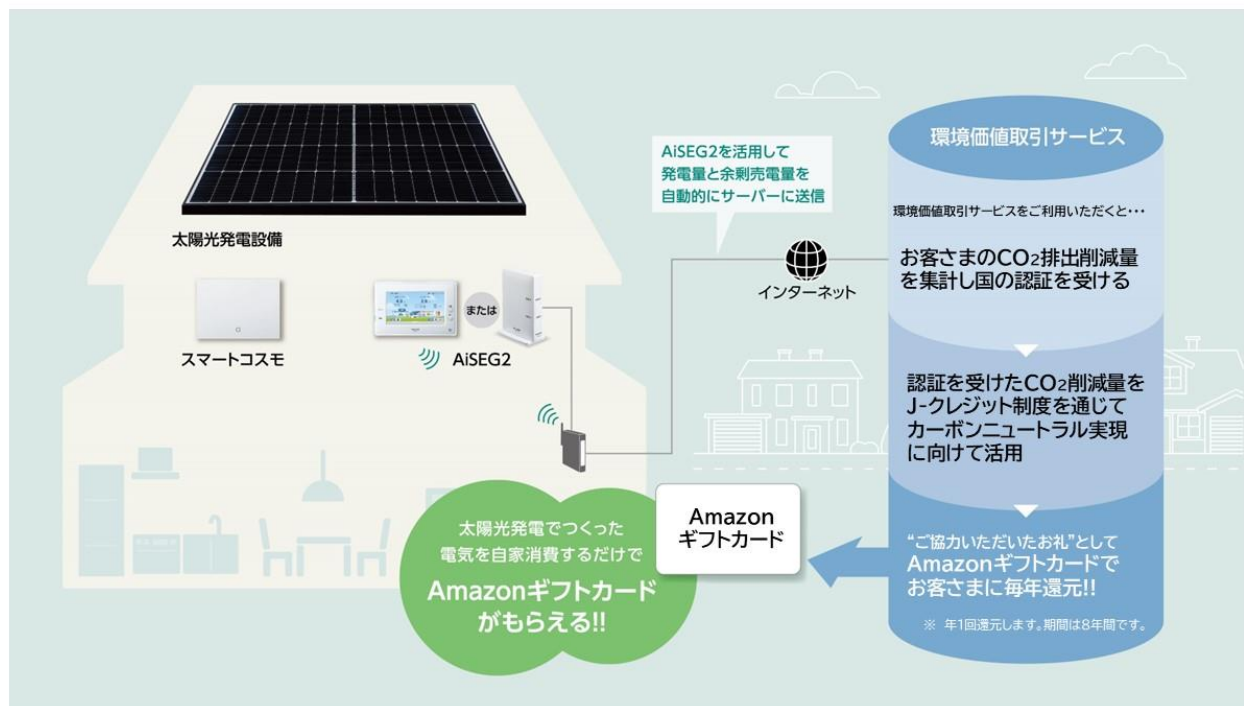 太陽光発電設備
スマートコスモ
または
AiSEG2
AiSEG2を活用して
発電量と余剰売電量を
自動的にサーバーに送信
インターネット
環境価値取引サービス
環境価値取引サービスをご利用いただくと・・・
お客さまのCO₂排出削減量
を集計し国の認証を受ける
認証を受けたCO₂削減量を
J-クレジット制度を通じて
カーボンニュートラル実現
に向けて活用
“ご協力いただいたお礼”として
Amazonギフトカードで
お客さまに毎年還元!!
※ 年1回還元します。期間は8年間です。
Amazon
ギフトカード
太陽光発電でつくった
電気を自家消費するだけで
Amazonギフトカード
がもらえる!!